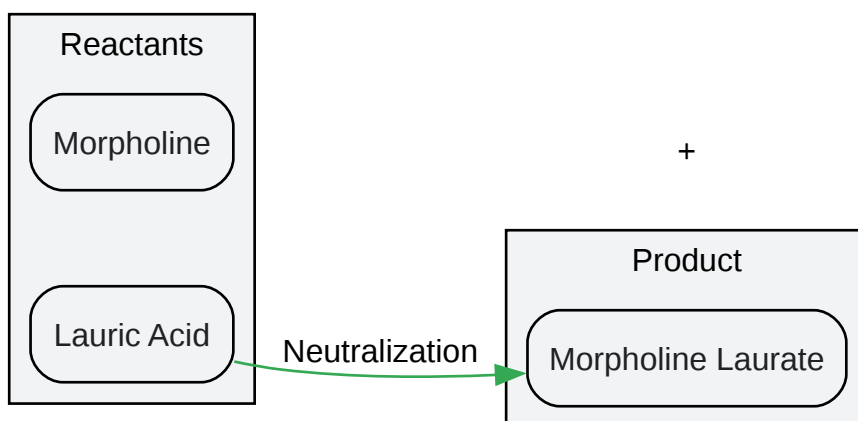 Reactants
Morpholine
+
Product
Lauric Acid
Neutralization
Morpholine Laurate